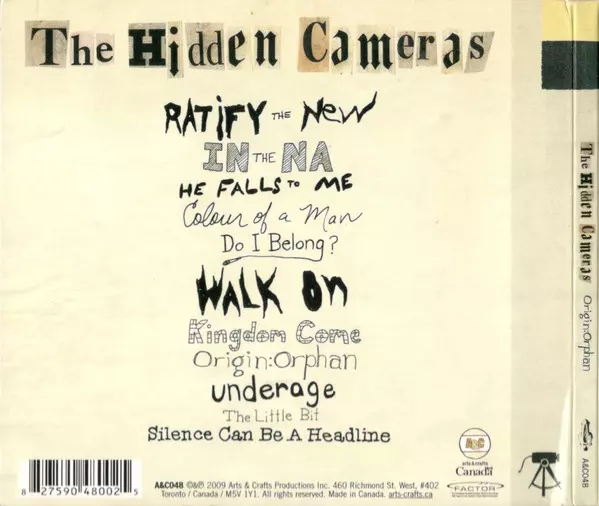 The Hidden Cameras
RATIFY THE NEW
IN THE NA
HE FALLS TO ME
Colour of a Man
Do I Belong?
WALK ON
Kingdom Come
Origin:Orphan
underage
The Little Bit
Silence Can Be A Headline
8 27590 48002 5
A&C048 ©&℗ 2009 Arts & Crafts Productions Inc. 460 Richmond St. West, #402
Toronto / Canada / M5V 1Y1. All rights reserved. Made in Canada. arts-crafts.ca
A&C
arts&crafts
Canada
FACTOR
The Hidden Cameras
Origin:Orphan
A&C048